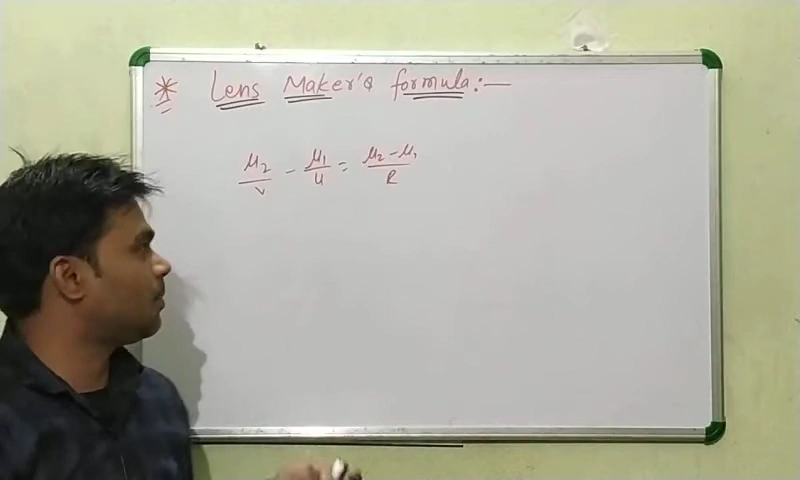 * Lens Maker's formula:—
μ₂/v - μ₁/u = μ₂-μ₁/R